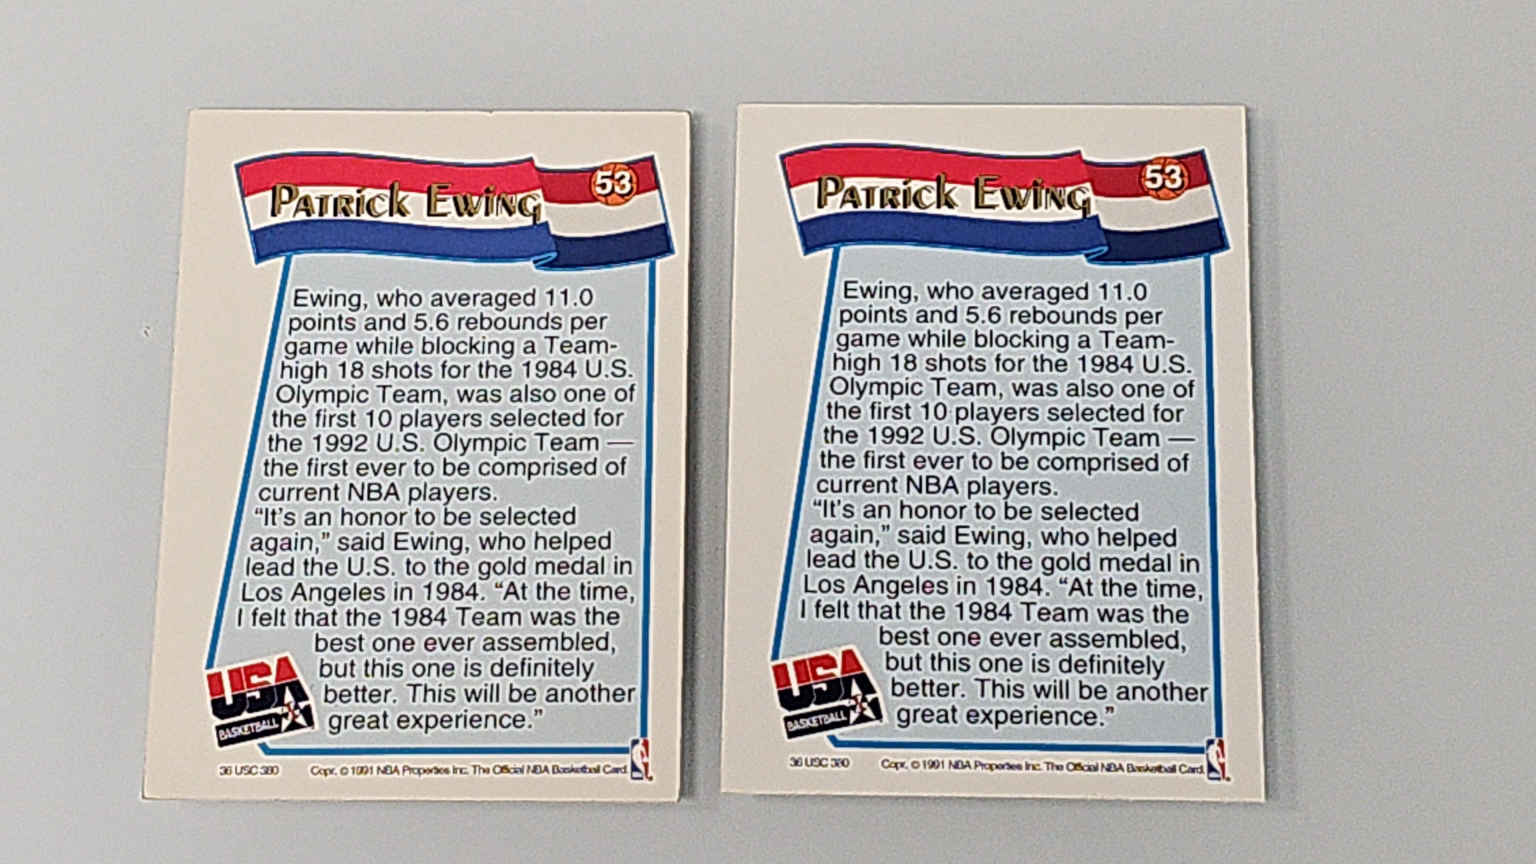 Patrick Ewing
53
Ewing, who averaged 11.0
points and 5.6 rebounds per
game while blocking a Team-
high 18 shots for the 1984 U.S.
Olympic Team, was also one of
the first 10 players selected for
the 1992 U.S. Olympic Team —
the first ever to be comprised of
current NBA players.
“It’s an honor to be selected
again,” said Ewing, who helped
lead the U.S. to the gold medal in
Los Angeles in 1984. “At the time,
I felt that the 1984 Team was the
best one ever assembled,
but this one is definitely
better. This will be another
great experience.”
USA
BASKETBALL
36 USC 380
Copr. © 1991 NBA Properties Inc. The Official NBA Basketball Card.
Patrick Ewing
53
Ewing, who averaged 11.0
points and 5.6 rebounds per
game while blocking a Team-
high 18 shots for the 1984 U.S.
Olympic Team, was also one of
the first 10 players selected for
the 1992 U.S. Olympic Team —
the first ever to be comprised of
current NBA players.
“It’s an honor to be selected
again,” said Ewing, who helped
lead the U.S. to the gold medal in
Los Angeles in 1984. “At the time,
I felt that the 1984 Team was the
best one ever assembled,
but this one is definitely
better. This will be another
great experience.”
USA
BASKETBALL
36 USC 380
Copr. © 1991 NBA Properties Inc. The Official NBA Basketball Card.